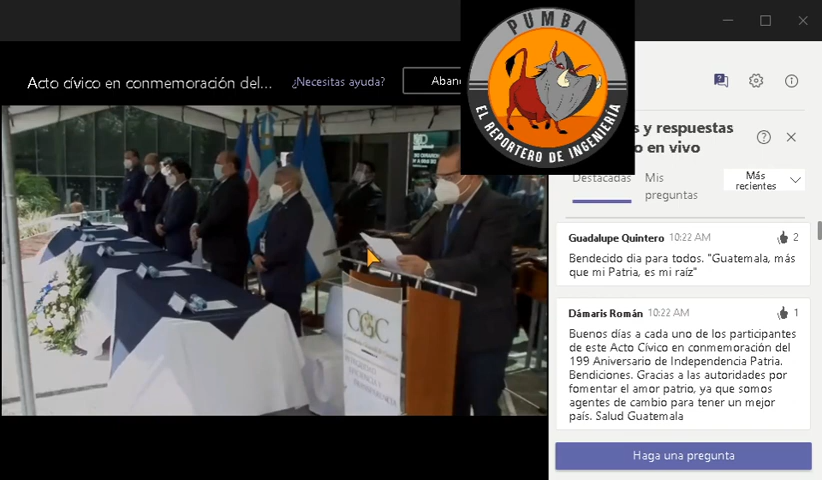 PUMBA
EL REPORTERO DE INGENIERÍA
Acto cívico en conmemoración del...
¿Necesitas ayuda?
Aban
s y respuestas
o en vivo
Destacadas
Mis
preguntas
Más
recientes
Guadalupe Quintero 10:22 AM 2
Bendecido dia para todos. "Guatemala, más
que mi Patria, es mi raíz"
Dámaris Román 10:22 AM 1
Buenos días a cada uno de los participantes
de este Acto Cívico en conmemoración del
199 Aniversario de Independencia Patria.
Bendiciones. Gracias a las autoridades por
fomentar el amor patrio, ya que somos
agentes de cambio para tener un mejor
país. Salud Guatemala
Haga una pregunta
CGC